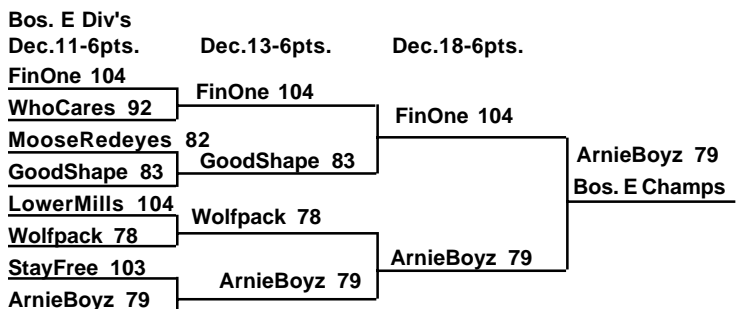 Bos. E Div's
Dec.11-6pts. Dec.13-6pts. Dec.18-6pts.
FinOne 104
FinOne 104
WhoCares 92
FinOne 104
MooseRedeyes 82
GoodShape 83
GoodShape 83
ArnieBoyz 79
Bos. E Champs
LowerMills 104
Wolfpack 78
Wolfpack 78
StayFree 103
ArnieBoyz 79
ArnieBoyz 79
ArnieBoyz 79